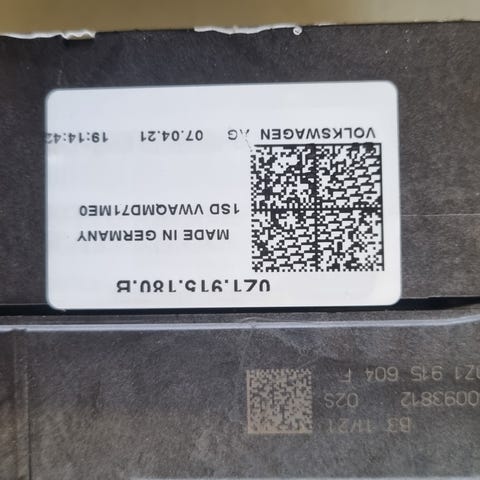 B3 11/21
0093812 02S
0Z1 915 604 F
0Z1.915.180.B
MADE IN GERMANY
1SD VWAQMD71ME0
VOLKSWAGEN AG 07.04.21 19:14:42